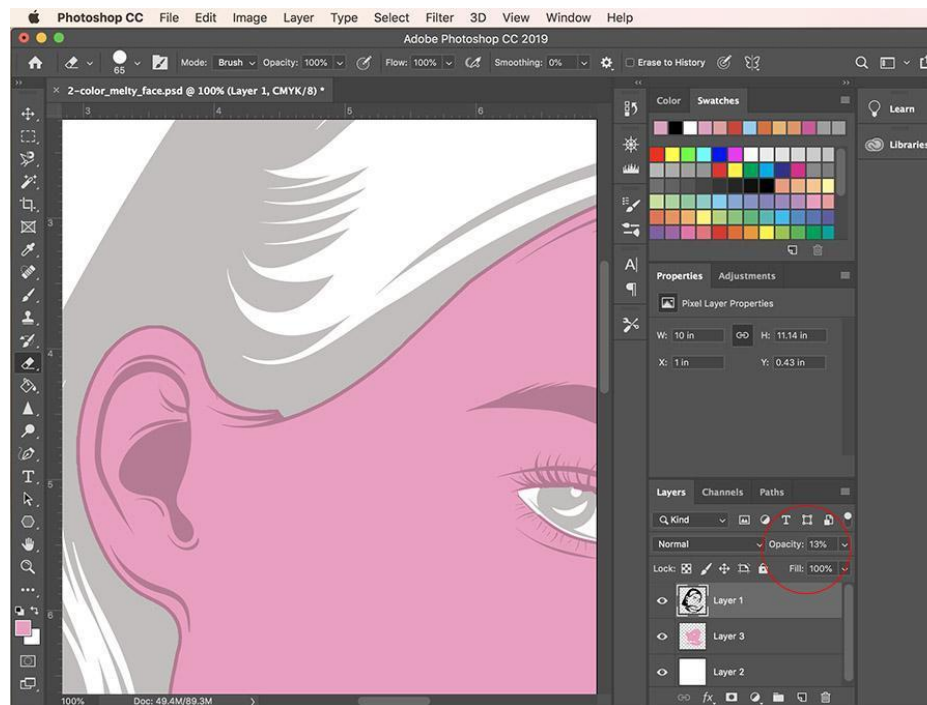 Photoshop CC File Edit Image Layer Type Select Filter 3D View Window Help
Adobe Photoshop CC 2019
65 Mode: Brush Opacity: 100% Flow: 100% Smoothing: 0% Erase to History
× 2-color_melty_face.psd @ 100% (Layer 1, CMYK/8) *
3 4 5 6
3
4
5
6
Color Swatches
Learn
Libraries
Properties Adjustments
Pixel Layer Properties
W: 10 in H: 11.14 in
X: 1 in Y: 0.43 in
Layers Channels Paths
Kind
Normal Opacity: 13%
Lock: Fill: 100%
Layer 1
Layer 3
Layer 2
100% Doc: 49.4M/89.3M